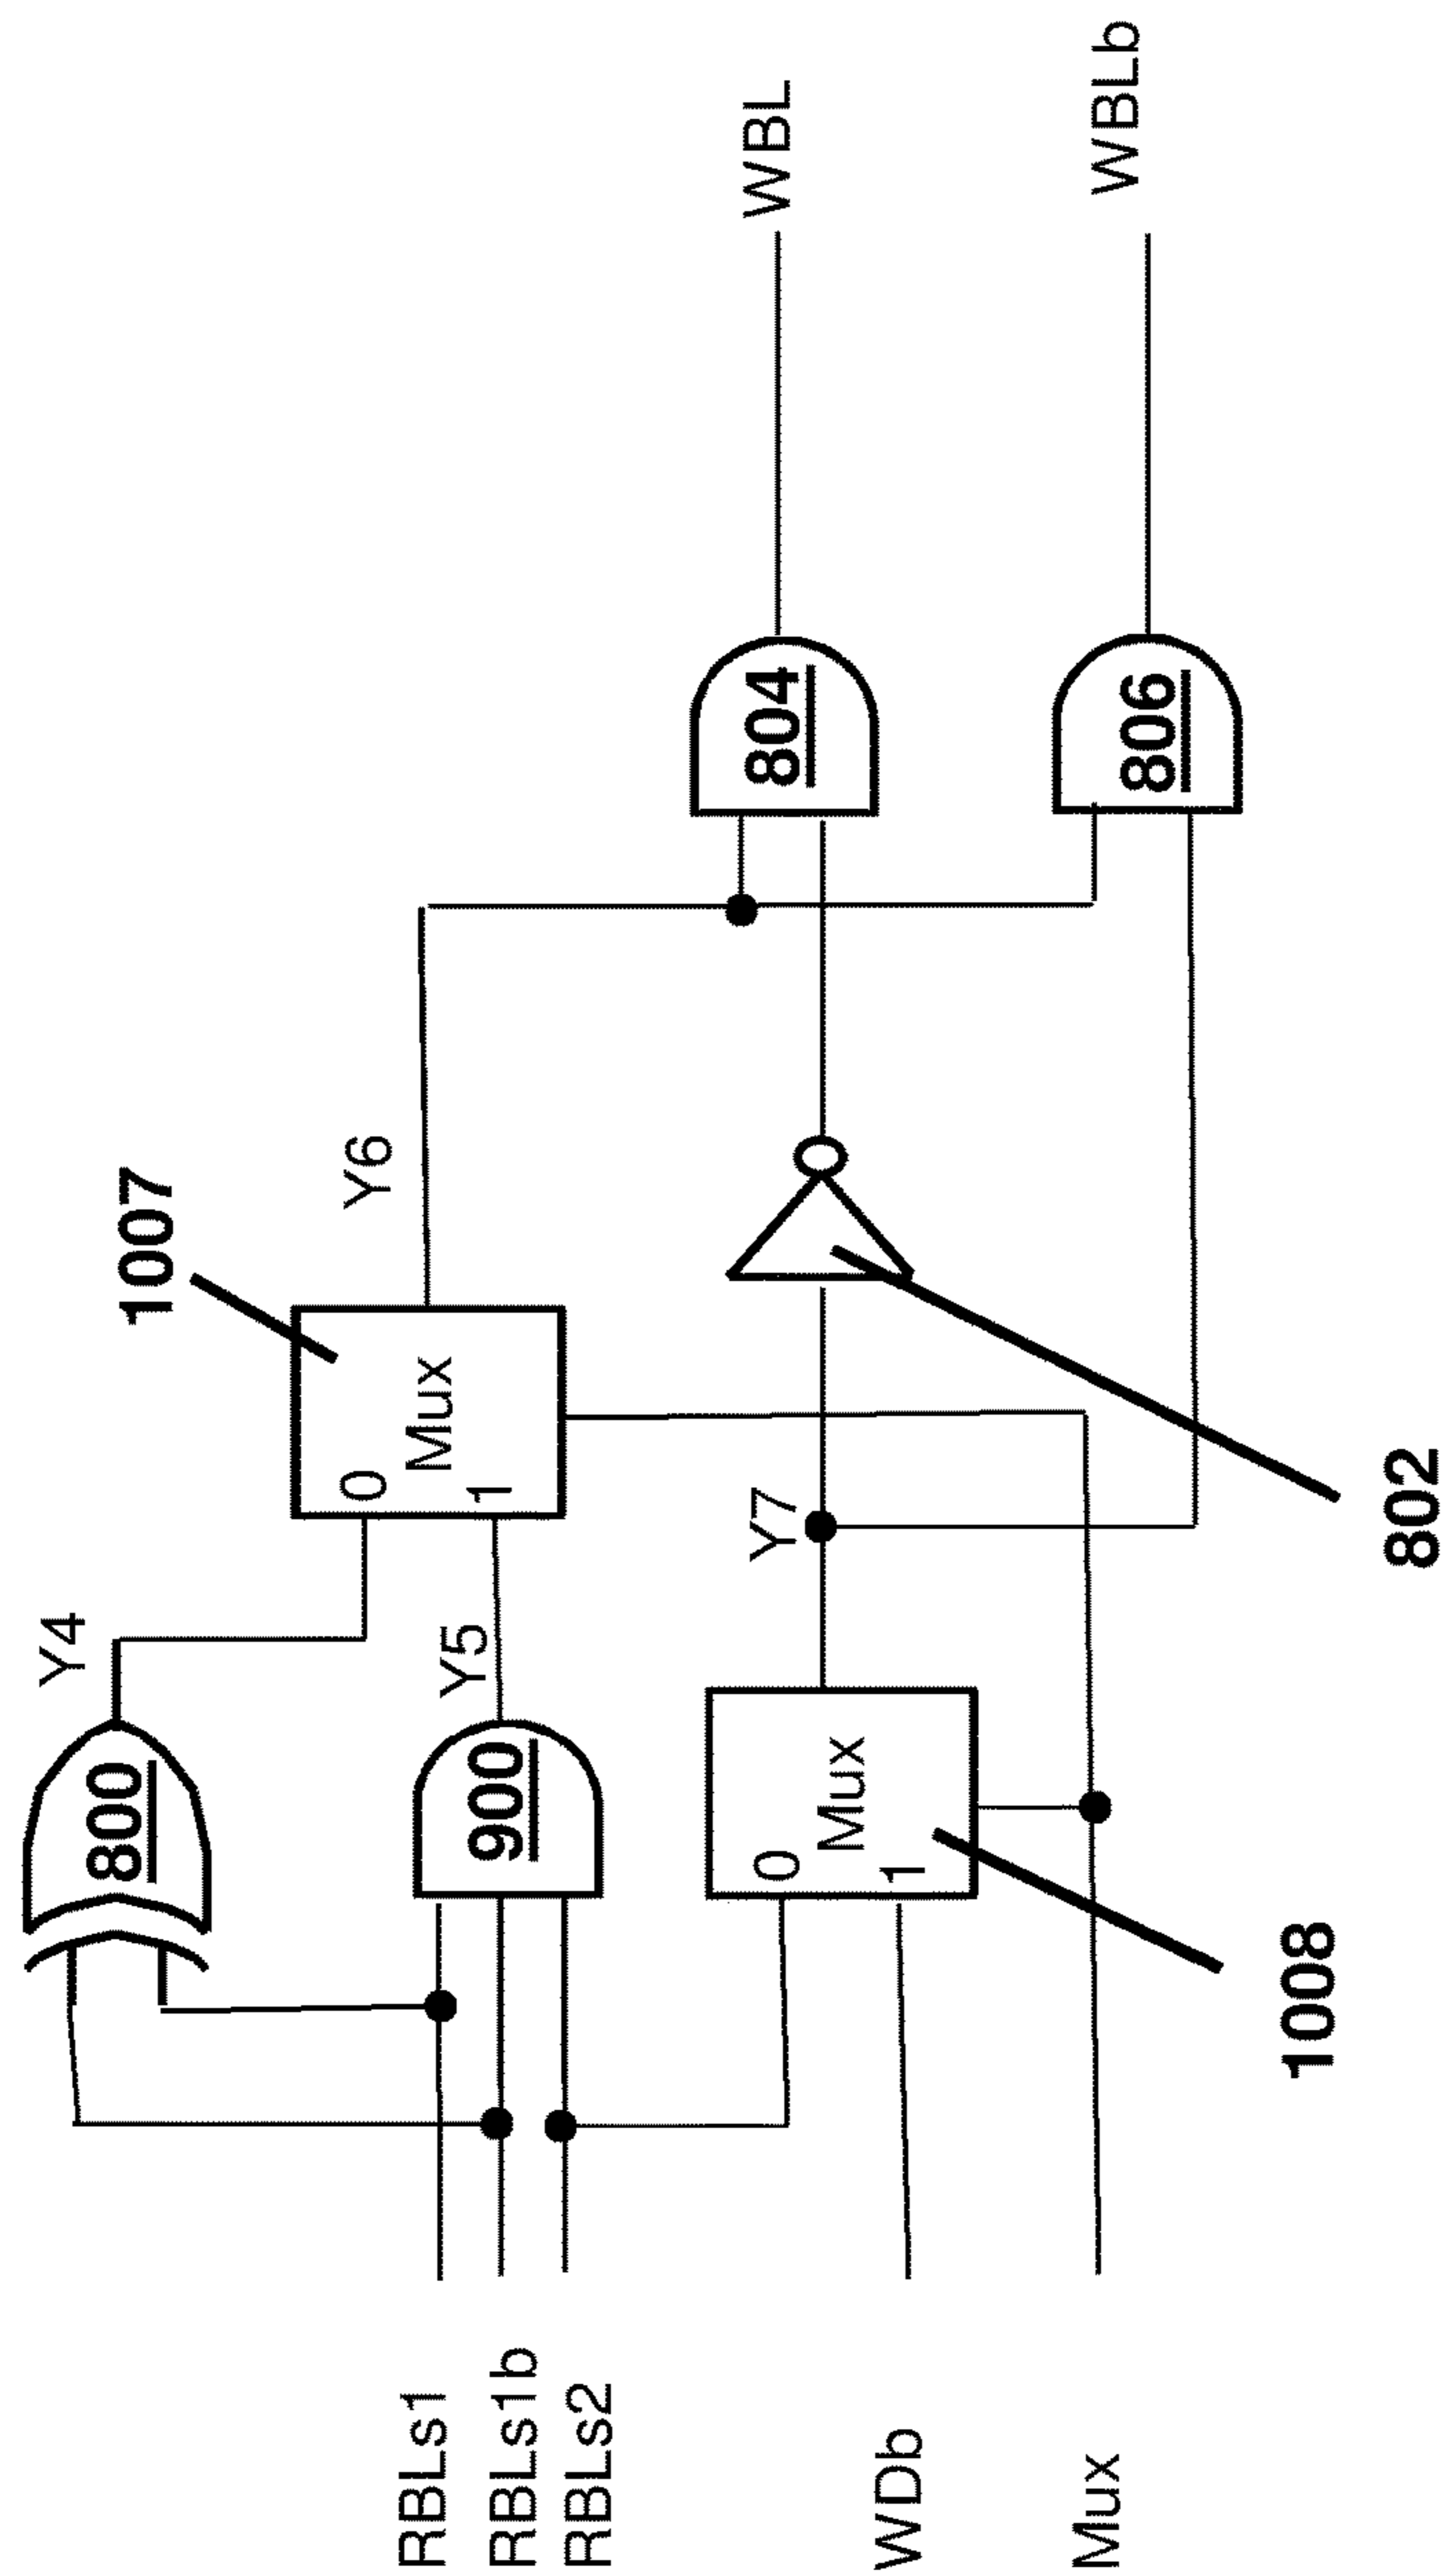 RBLs1
RBLs1b
RBLs2
WDb
Mux
800
Y4
900
Y5
0
1
Mux
1008
0
1
Mux
1007
Y6
Y7
802
804
806
WBL
WBLb